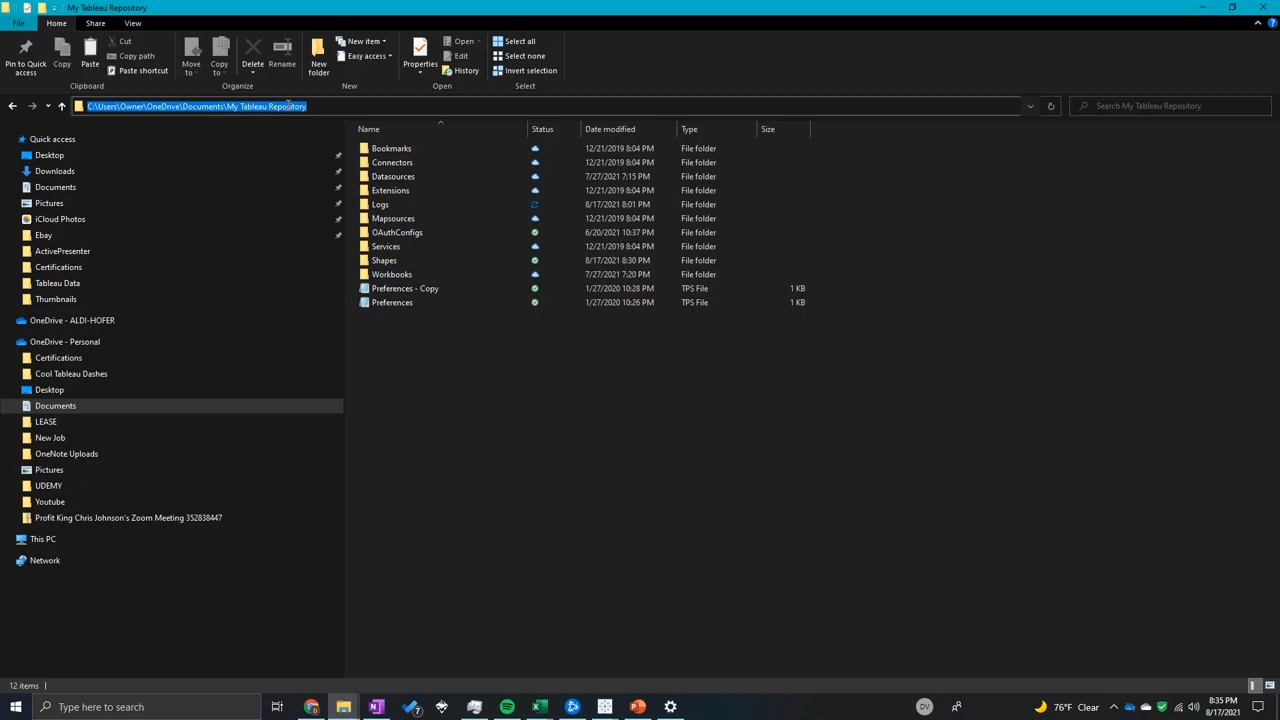 My Tableau Repository
File
Home
Share
View
Pin to Quick access
Copy
Paste
Cut
Copy path
Paste shortcut
Clipboard
Move to
Copy to
Delete
Rename
Organize
New folder
New item
Easy access
New
Properties
Open
Edit
History
Open
Select all
Select none
Invert selection
Select
C:\Users\Owner\OneDrive\Documents\My Tableau Repository
Search My Tableau Repository
Quick access
Desktop
Downloads
Documents
Pictures
iCloud Photos
Ebay
ActivePresenter
Certifications
Tableau Data
Thumbnails
OneDrive - ALDI-HOFER
OneDrive - Personal
Certifications
Cool Tableau Dashes
Desktop
Documents
LEASE
New Job
OneNote Uploads
Pictures
UDEMY
Youtube
Profit King Chris Johnson's Zoom Meeting 352838447
This PC
Network
Name Status Date modified Type Size
Bookmarks 12/21/2019 8:04 PM File folder
Connectors 12/21/2019 8:04 PM File folder
Datasources 7/27/2021 7:15 PM File folder
Extensions 12/21/2019 8:04 PM File folder
Logs 8/17/2021 8:01 PM File folder
Mapsources 12/21/2019 8:04 PM File folder
OAuthConfigs 6/20/2021 10:37 PM File folder
Services 12/21/2019 8:04 PM File folder
Shapes 8/17/2021 8:30 PM File folder
Workbooks 7/27/2021 7:20 PM File folder
Preferences - Copy 1/27/2020 10:28 PM TPS File 1 KB
Preferences 1/27/2020 10:26 PM TPS File 1 KB
12 items
Type here to search
7
DV
76°F Clear
8:35 PM
8/17/2021